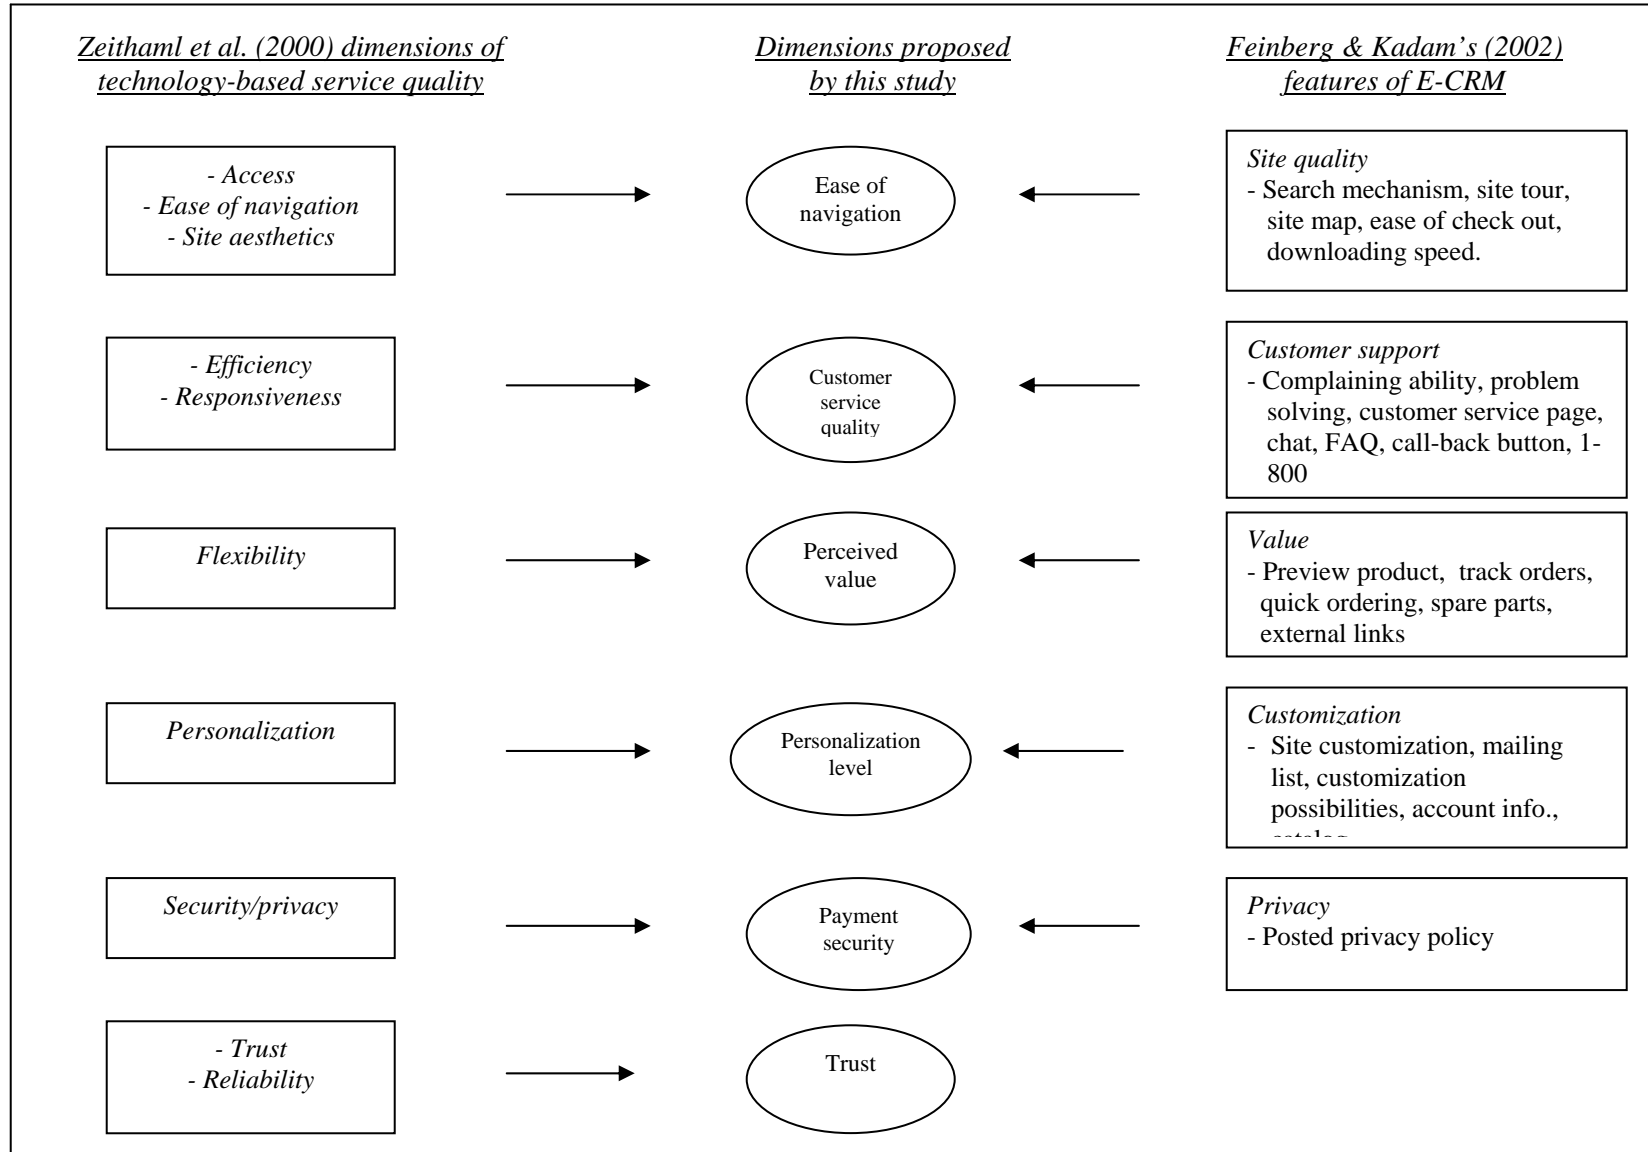 Zeithaml et al. (2000) dimensions of
technology-based service quality
Dimensions proposed
by this study
Feinberg & Kadam's (2002)
features of E-CRM
- Access
- Ease of navigation
- Site aesthetics
Ease of
navigation
Site quality
- Search mechanism, site tour,
site map, ease of check out,
downloading speed.
- Efficiency
- Responsiveness
Customer
service
quality
Customer support
- Complaining ability, problem
solving, customer service page,
chat, FAQ, call-back button, 1-
800
Flexibility
Perceived
value
Value
- Preview product, track orders,
quick ordering, spare parts,
external links
Personalization
Personalization
level
Customization
- Site customization, mailing
list, customization
possibilities, account info.,
Security/privacy
Payment
security
Privacy
- Posted privacy policy
- Trust
- Reliability
Trust